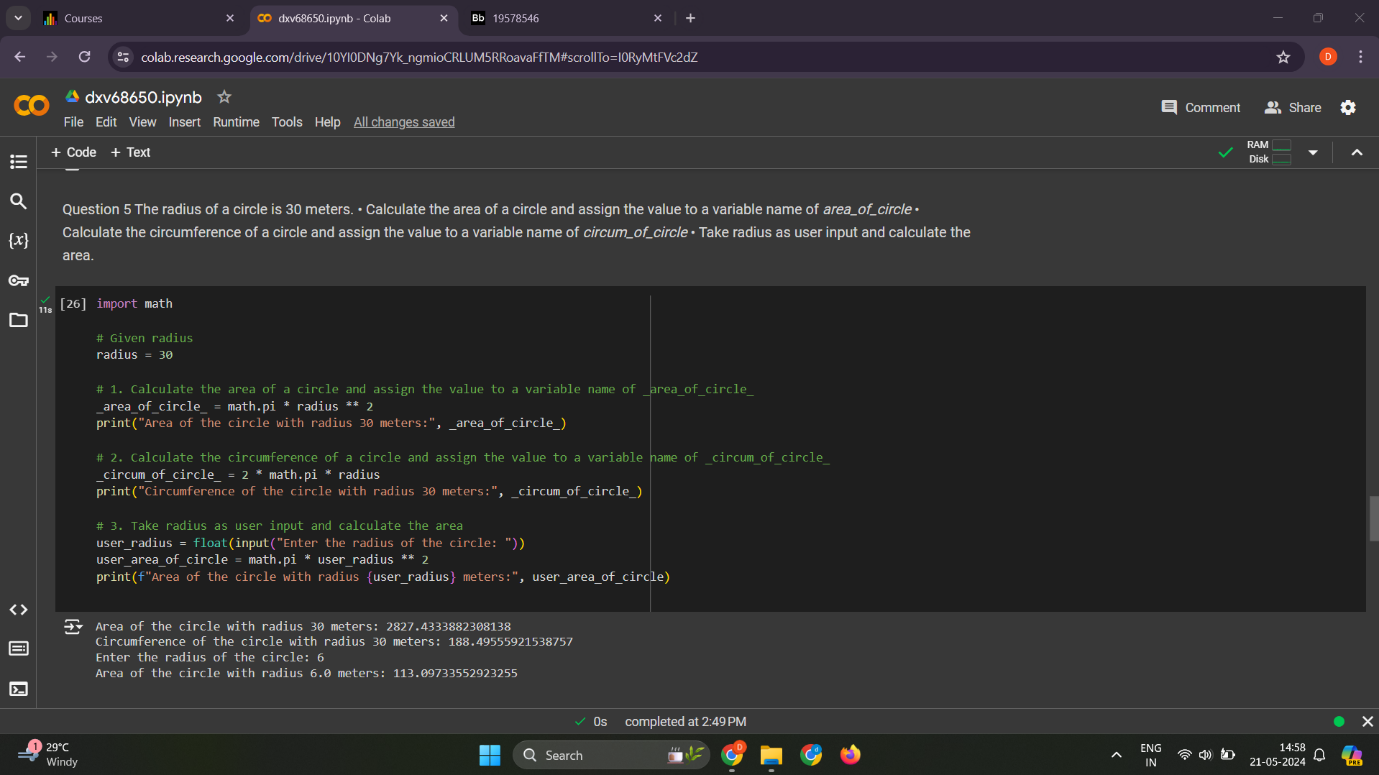 Courses
dxv68650.ipynb - Colab
Bb 19578546
colab.research.google.com/drive/10YI0DNg7Yk_ngmioCRLUM5RRoavaFfTM#scrollTo=I0RyMtFVc2dZ
D
dxv68650.ipynb
Comment
Share
File Edit View Insert Runtime Tools Help All changes saved
+ Code + Text
RAM
Disk
Question 5 The radius of a circle is 30 meters. • Calculate the area of a circle and assign the value to a variable name of area_of_circle •
Calculate the circumference of a circle and assign the value to a variable name of circum_of_circle • Take radius as user input and calculate the
area.
{x}
11s
[26] import math
# Given radius
radius = 30
# 1. Calculate the area of a circle and assign the value to a variable name of _area_of_circle_
_area_of_circle_ = math.pi * radius ** 2
print("Area of the circle with radius 30 meters:", _area_of_circle_)
# 2. Calculate the circumference of a circle and assign the value to a variable name of _circum_of_circle_
_circum_of_circle_ = 2 * math.pi * radius
print("Circumference of the circle with radius 30 meters:", _circum_of_circle_)
# 3. Take radius as user input and calculate the area
user_radius = float(input("Enter the radius of the circle: "))
user_area_of_circle = math.pi * user_radius ** 2
print(f"Area of the circle with radius {user_radius} meters:", user_area_of_circle)
Area of the circle with radius 30 meters: 2827.4333882308138
Circumference of the circle with radius 30 meters: 188.49555921538757
Enter the radius of the circle: 6
Area of the circle with radius 6.0 meters: 113.09733552923255
0s completed at 2:49 PM
1
29°C
Windy
Search
D
ENG
IN
14:58
21-05-2024
PRE